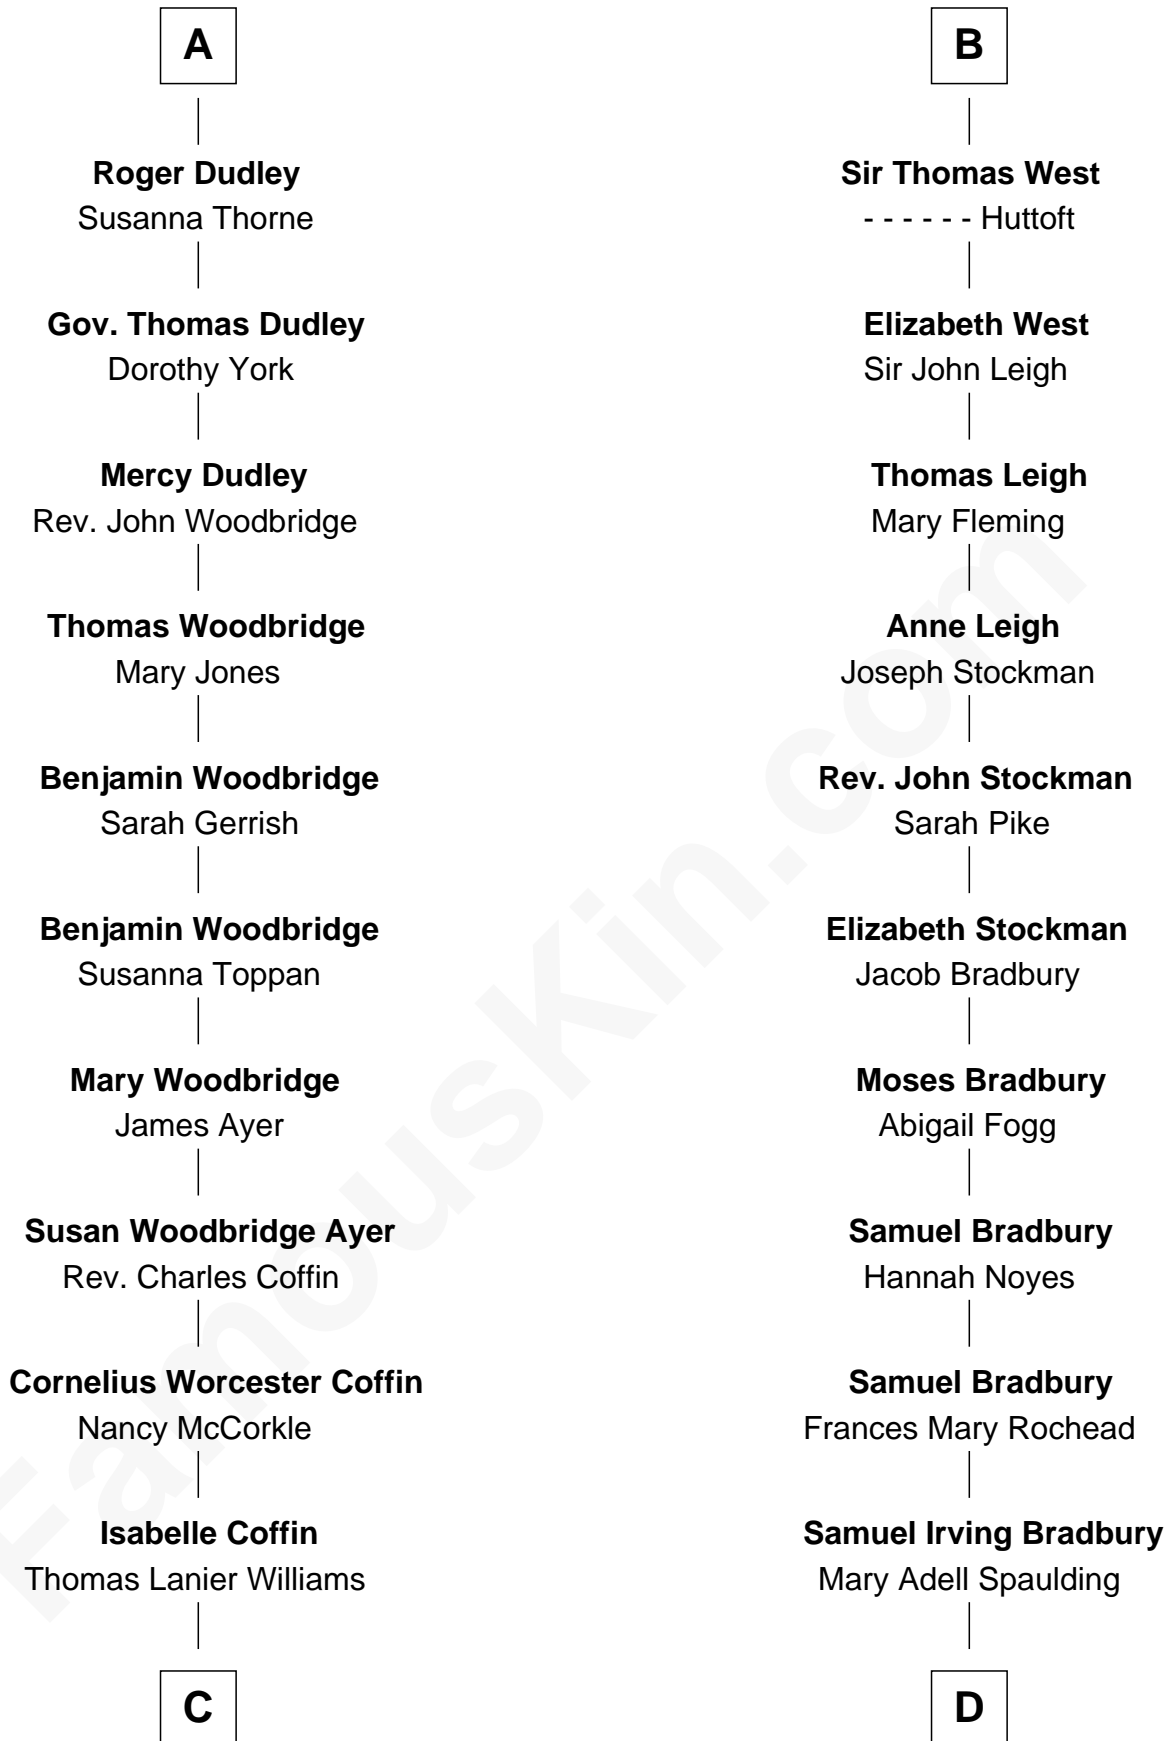 A
Roger Dudley
Susanna Thorne
Gov. Thomas Dudley
Dorothy York
Mercy Dudley
Rev. John Woodbridge
Thomas Woodbridge
Mary Jones
Benjamin Woodbridge
Sarah Gerrish
Benjamin Woodbridge
Susanna Toppan
Mary Woodbridge
James Ayer
Susan Woodbridge Ayer
Rev. Charles Coffin
Cornelius Worcester Coffin
Nancy McCorkle
Isabelle Coffin
Thomas Lanier Williams
C
B
Sir Thomas West
- - - - - - Huttoft
Elizabeth West
Sir John Leigh
Thomas Leigh
Mary Fleming
Anne Leigh
Joseph Stockman
Rev. John Stockman
Sarah Pike
Elizabeth Stockman
Jacob Bradbury
Moses Bradbury
Abigail Fogg
Samuel Bradbury
Hannah Noyes
Samuel Bradbury
Frances Mary Rochead
Samuel Irving Bradbury
Mary Adell Spaulding
D
FamousKin.com